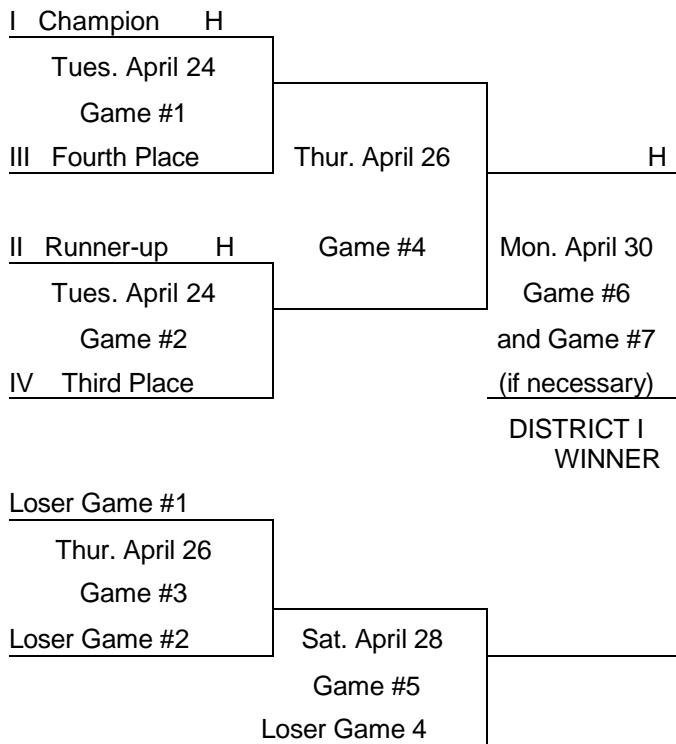 I Champion H
Tues. April 24
Game #1
III Fourth Place
Thur. April 26
H
II Runner-up H
Game #4
Mon. April 30
Tues. April 24
Game #6
Game #2
and Game #7
IV Third Place
(if necessary)
DISTRICT I
WINNER
Loser Game #1
Thur. April 26
Game #3
Loser Game #2
Sat. April 28
Game #5
Loser Game 4